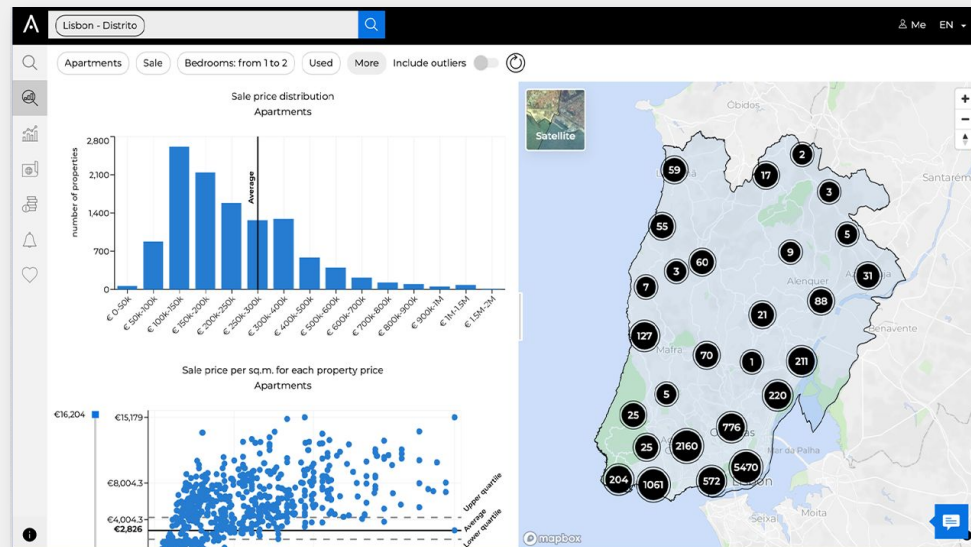 Lisbon - Distrito
Me
EN
Apartments
Sale
Bedrooms: from 1 to 2
Used
More
Include outliers
Sale price distribution
Apartments
number of properties
2,800
2,100
1400
700
0
Average
€ 0-50k
€ 50k-100k
€ 100k-150k
€ 150k-200k
€ 200k-250k
€ 250k-300k
€ 300k-400k
€ 400k-500k
€ 500k-600k
€ 600k-700k
€ 700k-800k
€ 800k-900k
€ 900k-1M
€ 1M-1.5M
€ 1.5M-2M
Sale price per sq.m. for each property price
Apartments
€16,204
€15,179
€8,004.3
€4,004.3
€2,826
Upper quartile
Average
Lower quartile
Satellite
Óbidos
Santarém
Alenquer
Benavente
Mafra
Mar da Palha
Lisbon
Seixal
Moita
2
59
17
3
55
5
9
60
3
31
7
88
21
127
70
1
211
5
220
25
776
25
2160
5470
204
1061
572
mapbox